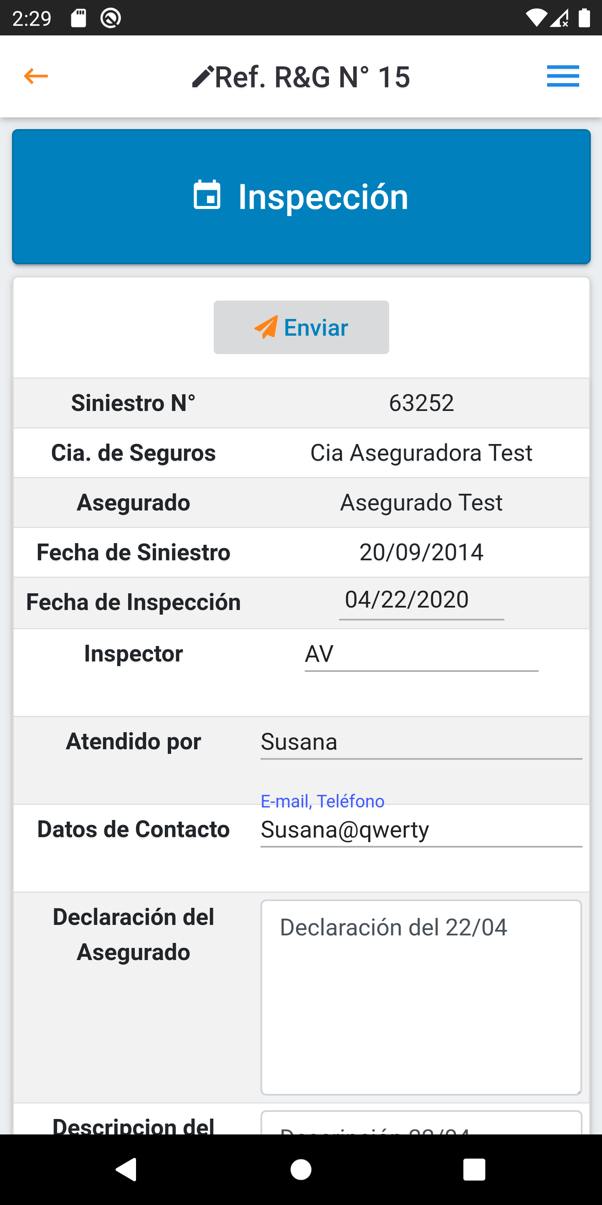 2:29
Ref. R&G N° 15
Inspección
Enviar
Siniestro N° 63252
Cia. de Seguros Cia Aseguradora Test
Asegurado Asegurado Test
Fecha de Siniestro 20/09/2014
Fecha de Inspección 04/22/2020
Inspector AV
Atendido por Susana
E-mail, Teléfono
Datos de Contacto Susana@qwerty
Declaración del Asegurado
Declaración del 22/04
Descripcion del